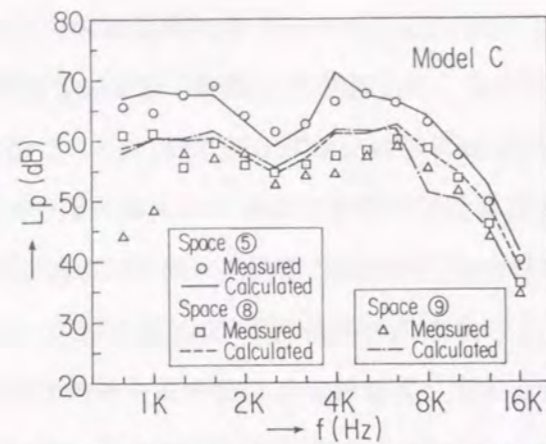 80
70
60
50
40
30
20
Lp (dB)
Model C
Space ⑤
Measured
Calculated
Space ⑧
Measured
Calculated
Space ⑨
Measured
Calculated
1K 2K 4K 8K 16K
f (Hz)